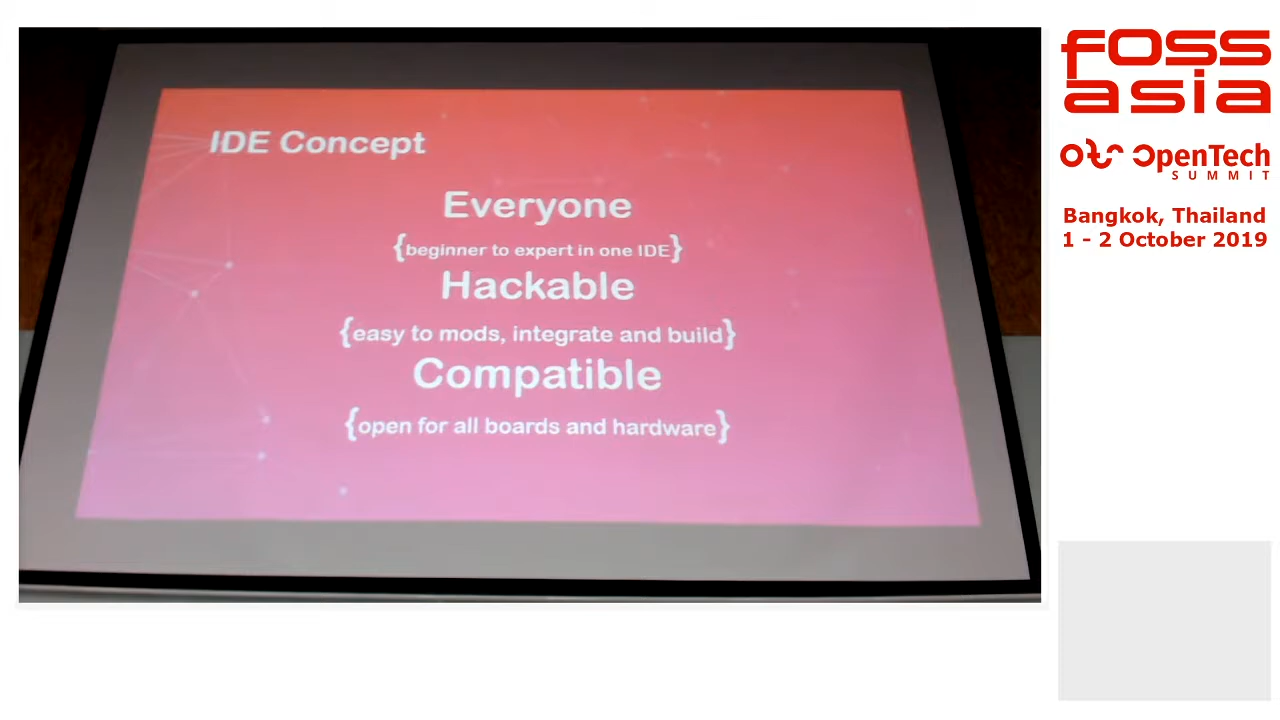 IDE Concept
Everyone
{beginner to expert in one IDE}
Hackable
{easy to mods, integrate and build}
Compatible
{open for all boards and hardware}
foss
asia
OTS OpenTech
SUMMIT
Bangkok, Thailand
1 - 2 October 2019